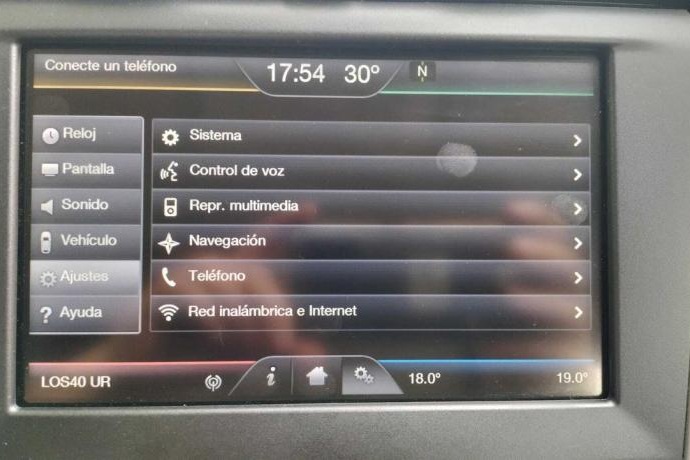 Conecte un teléfono
17:54 30° N
Reloj
Pantalla
Sonido
Vehículo
Ajustes
? Ayuda
Sistema
Control de voz
Repr. multimedia
Navegación
Teléfono
Red inalámbrica e Internet
LOS40 UR
i
18.0°
19.0°